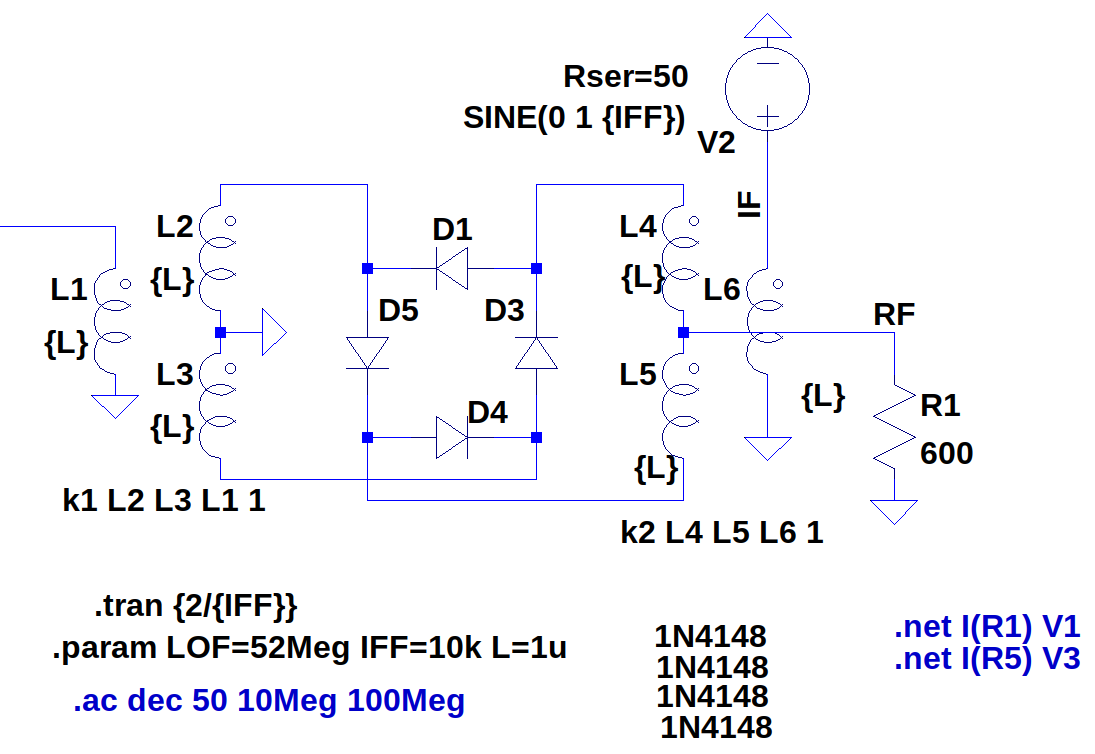 Rser=50
SINE(0 1 {IFF})
V2
IF
L2
{L}
D1
L4
{L}
L1
{L}
L6
D5
D3
RF
L3
{L}
L5
{L}
D4
{L}
R1
600
k1 L2 L3 L1 1
k2 L4 L5 L6 1
.tran {2/{IFF}}
.param LOF=52Meg IFF=10k L=1u
.ac dec 50 10Meg 100Meg
1N4148
1N4148
1N4148
1N4148
.net I(R1) V1
.net I(R5) V3